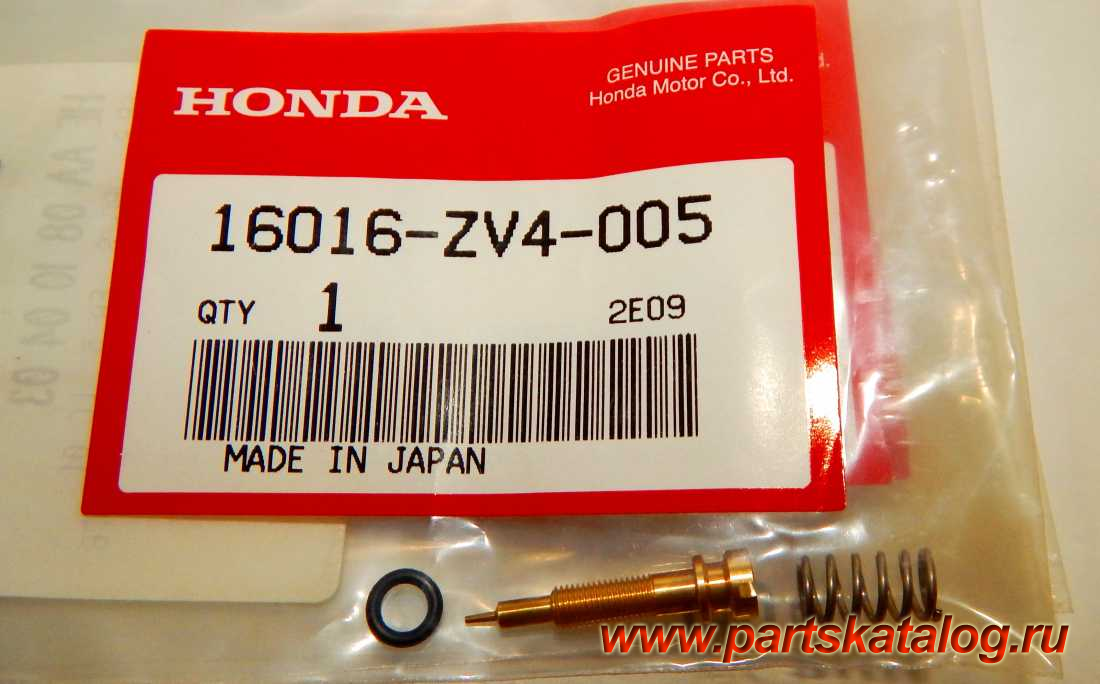 HONDA
GENUINE PARTS
Honda Motor Co., Ltd.
16016-ZV4-005
QTY 1 2E09
MADE IN JAPAN
www.partskatalog.ru